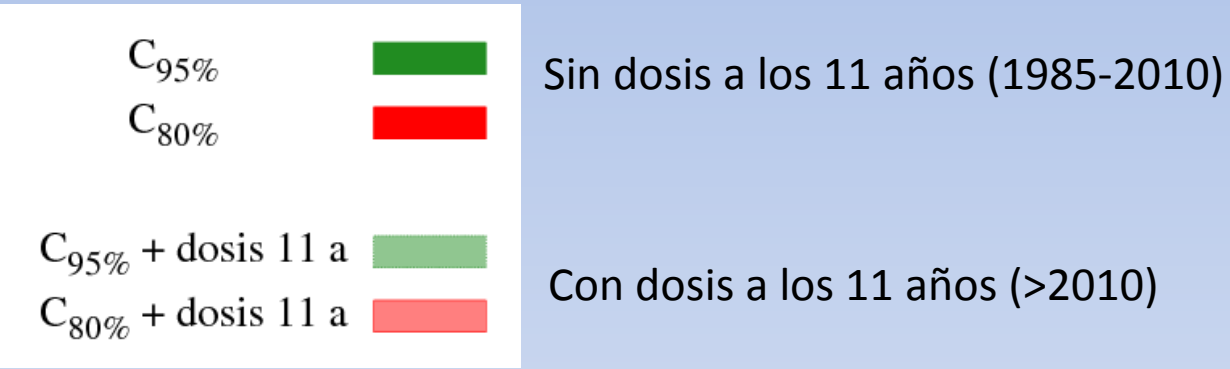 C95%
Sin dosis a los 11 años (1985-2010)
C80%
C95% + dosis 11 a
Con dosis a los 11 años (>2010)
C80% + dosis 11 a